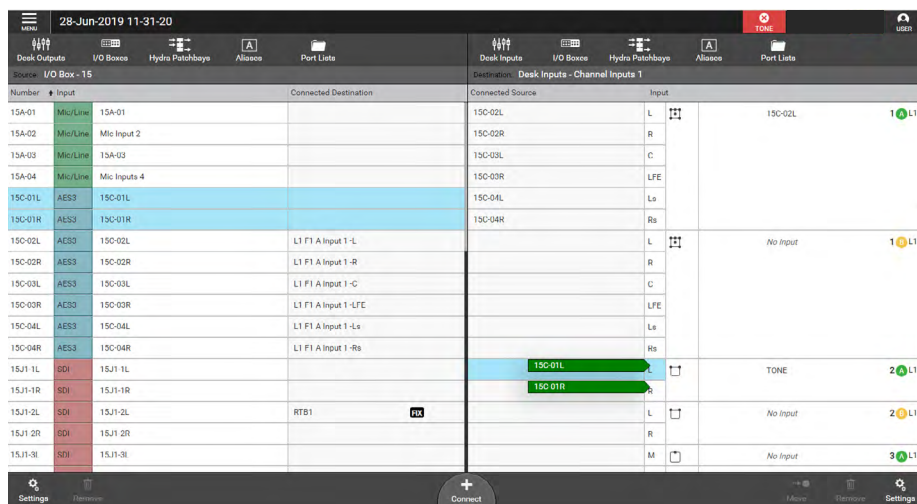 MENU 28-Jun-2019 11-31-20 TONE USER
Desk Outputs I/O Boxes Hydra Patchbays Aliases Port Lists Desk Inputs I/O Boxes Hydra Patchbays Aliases Port Lists
Source: I/O Box - 15 Destination: Desk Inputs - Channel Inputs 1
Number Input Connected Destination Connected Source Input
15A-01 Mic/Line 15A-01 15C-02L L 15C-02L 1 A L1
15A-02 Mic/Line Mic Input 2 15C-02R R
15A-03 Mic/Line 15A-03 15C-03L C
15A-04 Mic/Line Mic Inputs 4 15C-03R LFE
15C-01L AES3 15C-01L 15C-04L Ls
15C-01R AES3 15C-01R 15C-04R Rs
15C-02L AES3 15C-02L L1 F1 A Input 1 -L L No Input 1 B L1
15C-02R AES3 15C-02R L1 F1 A Input 1 -R R
15C-03L AES3 15C-03L L1 F1 A Input 1 -C C
15C-03R AES3 15C-03R L1 F1 A Input 1 -LFE LFE
15C-04L AES3 15C-04L L1 F1 A Input 1 -Ls Ls
15C-04R AES3 15C-04R L1 F1 A Input 1 -Rs Rs
15J1-1L SDI 15J1-1L 15C-01L L TONE 2 A L1
15J1-1R SDI 15J1-1R 15C-01R R
15J1-2L SDI 15J1-2L RTB1 FIX L No Input 2 B L1
15J1-2R SDI 15J1-2R R
15J1-3L SDI 15J1-3L M No Input 3 A L1
Settings Remove Connect Move Remove Settings